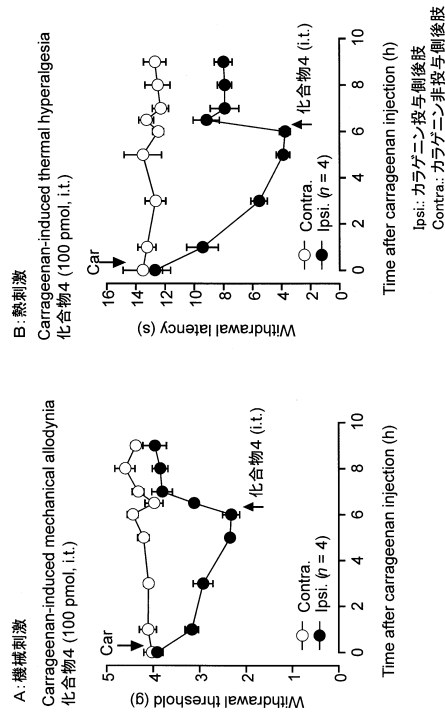 A: 機械刺激
Carrageenan-induced mechanical allodynia
化合物4 (100 pmol, i.t.)
Car
Withdrawal threshold (g)
5
4
3
2
1
0
Contra.
Ipsi. (n = 4)
化合物4 (i.t.)
0 2 4 6 8 10
Time after carrageenan injection (h)
B: 熱刺激
Carrageenan-induced thermal hyperalgesia
化合物4 (100 pmol, i.t.)
Car
Withdrawal latency (s)
16
14
12
10
8
6
4
2
0
Contra.
Ipsi. (n = 4)
化合物4 (i.t.)
0 2 4 6 8 10
Time after carrageenan injection (h)
Ipsi: カラゲニン投与側後肢
Contra.: カラゲニン非投与側後肢